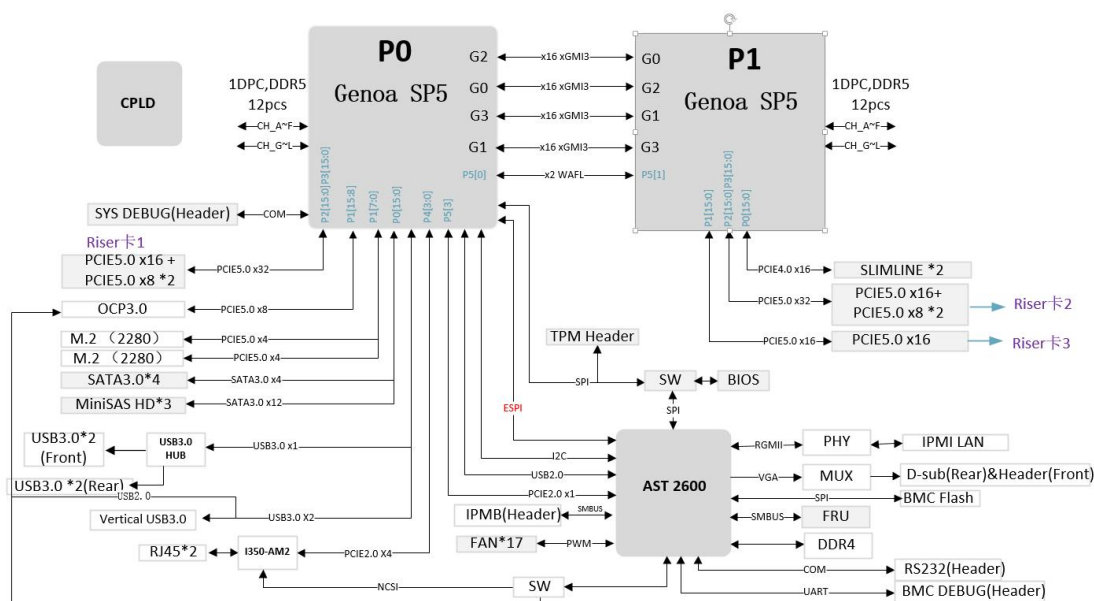 P0
Genoa SP5
G2
G0
G3
G1
P5[0]
x16 xGMI3
x16 xGMI3
x16 xGMI3
x16 xGMI3
x2 WAFL
P1
Genoa SP5
G0
G2
G1
G3
P5[1]
CPLD
1DPC,DDR5
12pcs
CH_A~F
CH_G~L
1DPC,DDR5
12pcs
CH_A~F
CH_G~L
P2[15:0]P3[15:0]
P1[15:8]
P1[7:0]
P0[15:0]
P4[3:0]
P5[3]
P1[15:0]
P2[15:0]P3[15:0]
P0[15:0]
SYS DEBUG(Header)
COM
Riser卡1
PCIE5.0 x16 +
PCIE5.0 x8 *2
PCIE5.0 x32
OCP3.0
PCIE5.0 x8
M.2 （2280）
PCIE5.0 x4
M.2 （2280）
PCIE5.0 x4
SATA3.0*4
SATA3.0 x4
MiniSAS HD*3
SATA3.0 x12
PCIE4.0 x16
SLIMLINE *2
PCIE5.0 x32
PCIE5.0 x16+
PCIE5.0 x8 *2
Riser卡2
PCIE5.0 x16
PCIE5.0 x16
Riser卡3
TPM Header
SPI
SW
BIOS
SPI
ESPI
USB3.0*2
(Front)
USB3.0
HUB
USB3.0 x1
USB3.0 *2(Rear)
USB2. 0
Vertical USB3.0
USB3.0 X2
RJ45*2
I350-AM2
PCIE2.0 X4
NCSI
SW
I2C
USB2.0
PCIE2.0 x1
IPMB(Header)
SMBUS
FAN*17
PWM
AST 2600
RGMII
PHY
IPMI LAN
VGA
MUX
D-sub(Rear)&Header(Front)
SPI
BMC Flash
SMBUS
FRU
DDR4
COM
RS232(Header)
UART
BMC DEBUG(Header)